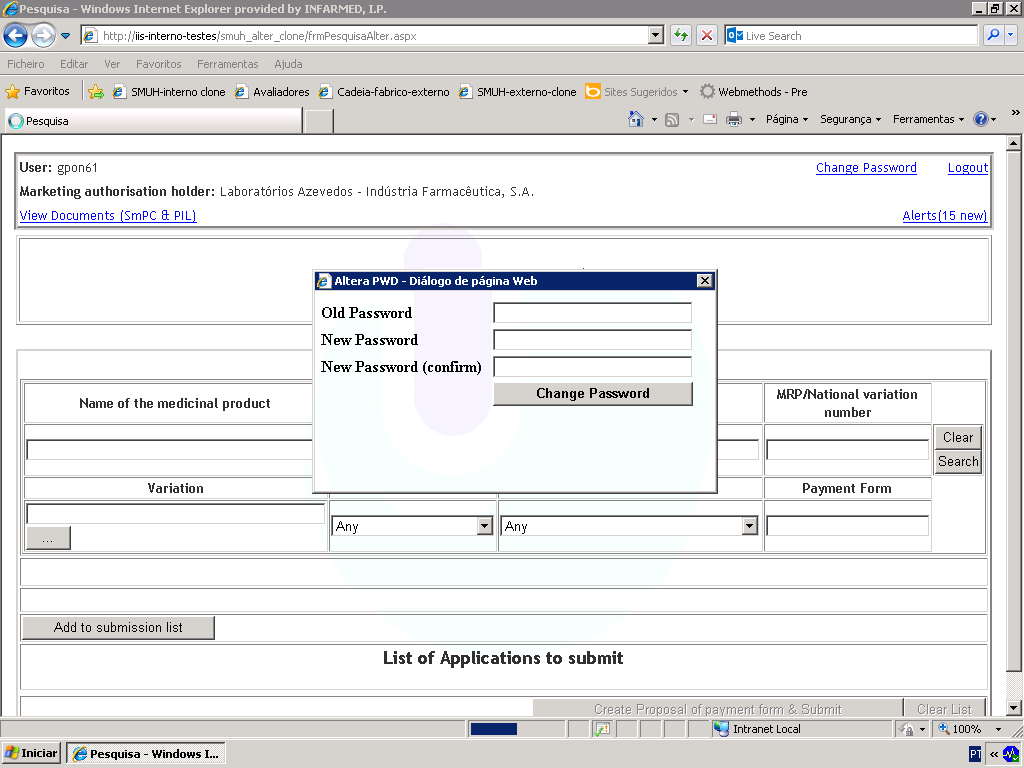 Pesquisa - Windows Internet Explorer provided by INFARMED, I.P.
http://iis-interno-testes/smuh_alter_clone/frmPesquisaAlter.aspx
Live Search
Ficheiro Editar Ver Favoritos Ferramentas Ajuda
Favoritos SMUH-interno clone Avaliadores Cadeia-fabrico-externo SMUH-externo-clone Sites Sugeridos Webmethods - Pre
Pesquisa
Página Segurança Ferramentas »
User: gpon61 Change Password Logout
Marketing authorisation holder: Laboratórios Azevedos - Indústria Farmacêutica, S.A.
View Documents (SmPC & PIL) Alerts(15 new)
Altera PWD - Diálogo de página Web
Old Password
New Password
New Password (confirm)
Change Password
Name of the medicinal product
MRP/National variation
number
Clear
Search
Variation
Payment Form
Any
Any
...
Add to submission list
List of Applications to submit
Create Proposal of payment form & Submit Clear List
Intranet Local 100%
Iniciar Pesquisa - Windows I... PT «